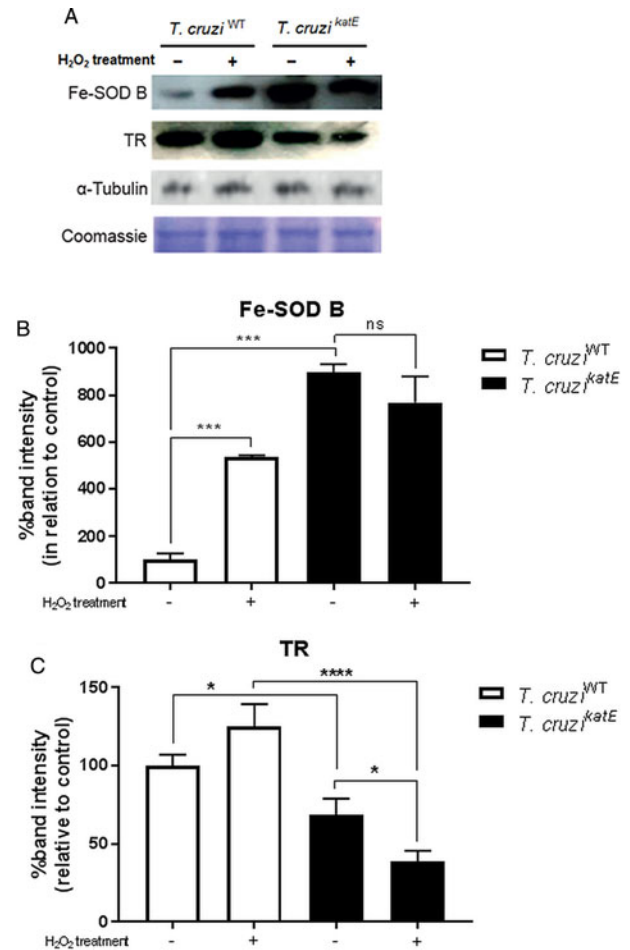 A
T. cruzi WT T. cruzi katE
H₂O₂ treatment − + − +
Fe-SOD B
TR
α-Tubulin
Coomassie
B
Fe-SOD B
ns
***
***
1000
800
600
400
200
0
%band intensity
(in relation to control)
T. cruzi WT
T. cruzi katE
H₂O₂ treatment - + - +
C
TR
****
*
*
150
100
50
0
%band intensity
(relative to control)
T. cruzi WT
T. cruzi katE
H₂O₂ treatment - + - +